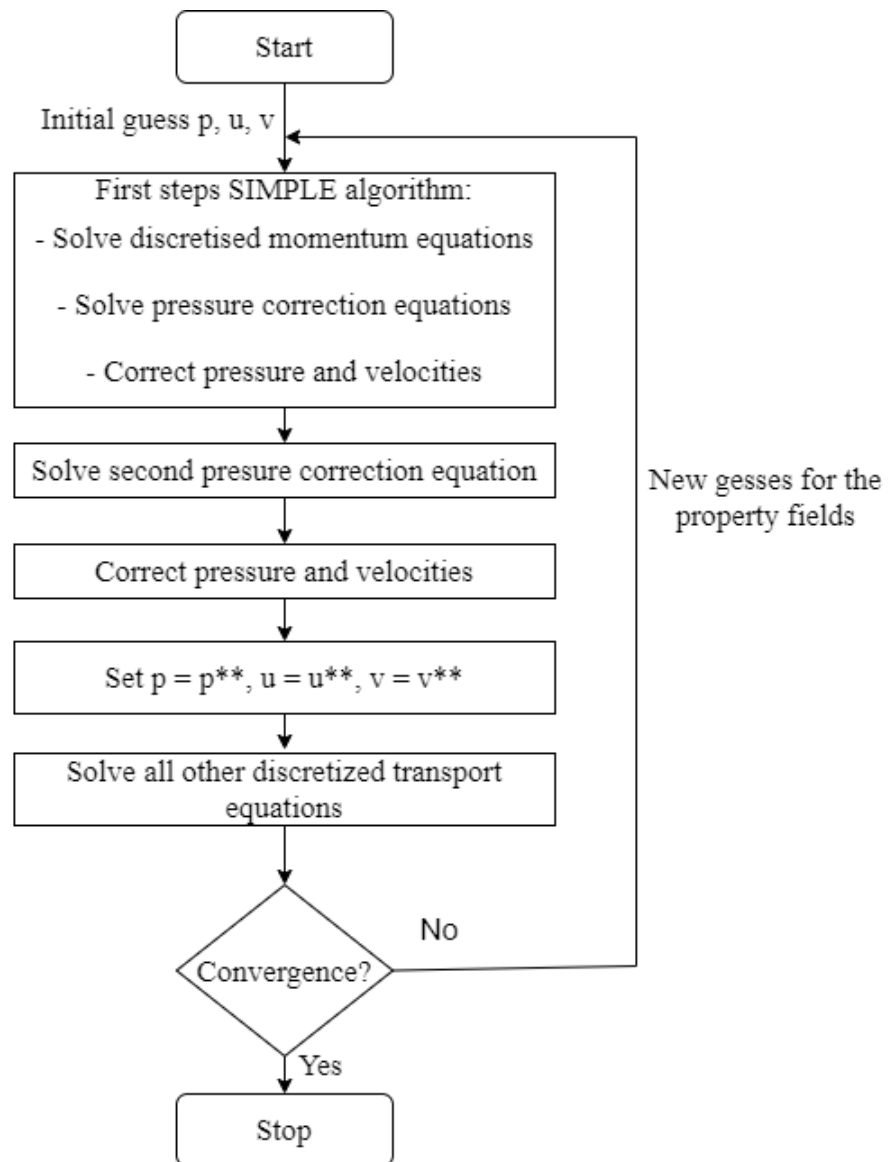 Start
Initial guess p, u, v
First steps SIMPLE algorithm:
- Solve discretised momentum equations
- Solve pressure correction equations
- Correct pressure and velocities
Solve second presure correction equation
New gesses for the
property fields
Correct pressure and velocities
Set p = p**, u = u**, v = v**
Solve all other discretized transport
equations
No
Convergence?
Yes
Stop